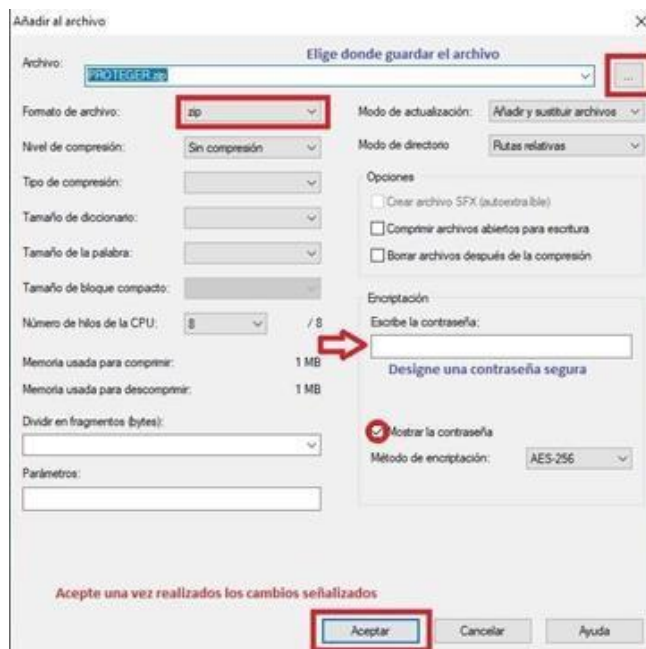 Añadir al archivo
Elige donde guardar el archivo
Archivo:
PROTEGER.zip
...
Formato de archivo:
zip
Modo de actualización:
Añadir y sustituir archivos
Nivel de compresión:
Sin compresión
Modo de directorio
Rutas relativas
Tipo de compresión:
Opciones
Crear archivo SFX (autoextraíble)
Tamaño de diccionario:
Comprimir archivos abiertos para escritura
Tamaño de la palabra:
Borrar archivos después de la compresión
Tamaño de bloque compacto:
Encriptación
Número de hilos de la CPU:
8
/ 8
Escribe la contraseña:
Memoria usada para comprimir:
1 MB
Designe una contraseña segura
Memoria usada para descomprimir:
1 MB
Dividir en fragmentos (bytes):
Mostrar la contraseña
Método de encriptación:
AES-256
Parámetros:
Acepte una vez realizados los cambios señalizados
Aceptar
Cancelar
Ayuda